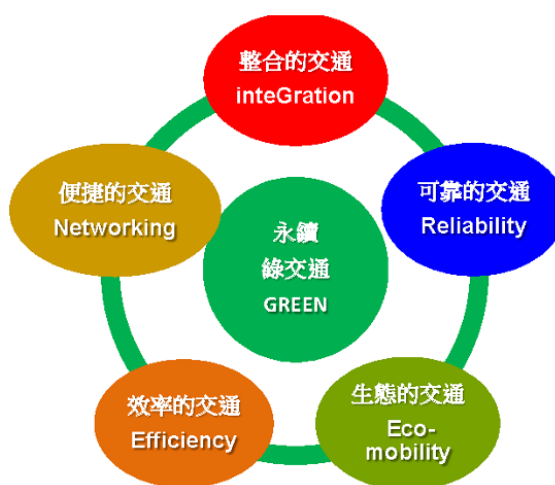 整合的交通
inteGration
可靠的交通
Reliability
生態的交通
Eco-
mobility
效率的交通
Efficiency
便捷的交通
Networking
永續
綠交通
GREEN